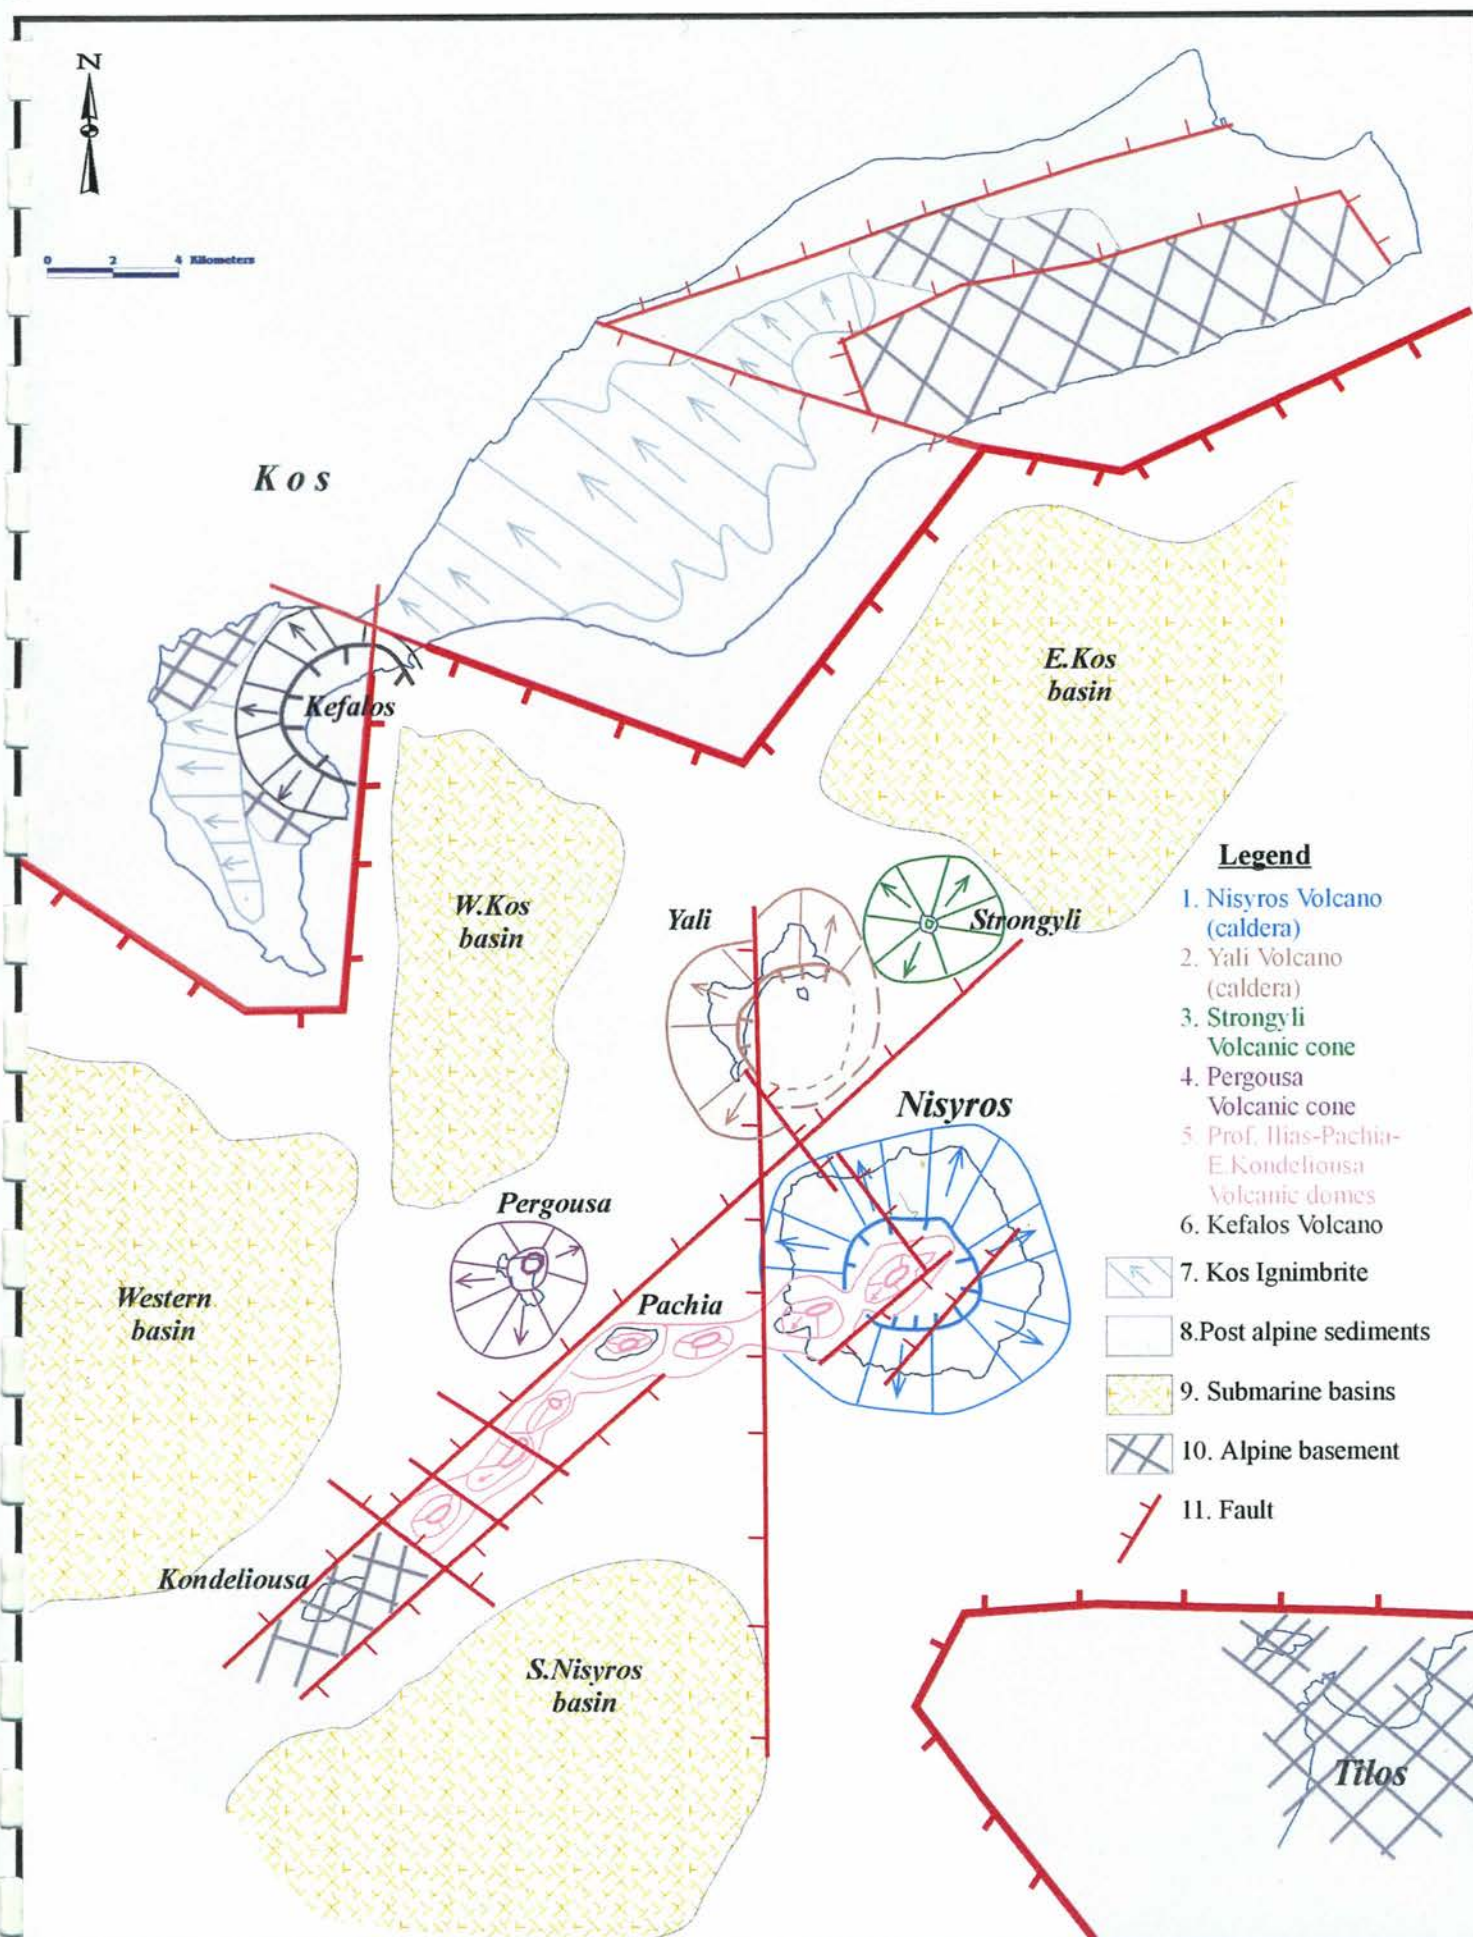 N
0 2 4 Kilometers
Kos
Kefalos
E.Kos
basin
W.Kos
basin
Yali
Strongyli
Nisyros
Pergousa
Pachia
Western
basin
Kondeliousa
S.Nisyros
basin
Tilos
Legend
1. Nisyros Volcano
(caldera)
2. Yali Volcano
(caldera)
3. Strongyli
Volcanic cone
4. Pergousa
Volcanic cone
5. Prof. Ilias-Pachia-
E.Kondeliousa
Volcanic domes
6. Kefalos Volcano
7. Kos Ignimbrite
8.Post alpine sediments
9. Submarine basins
10. Alpine basement
11. Fault